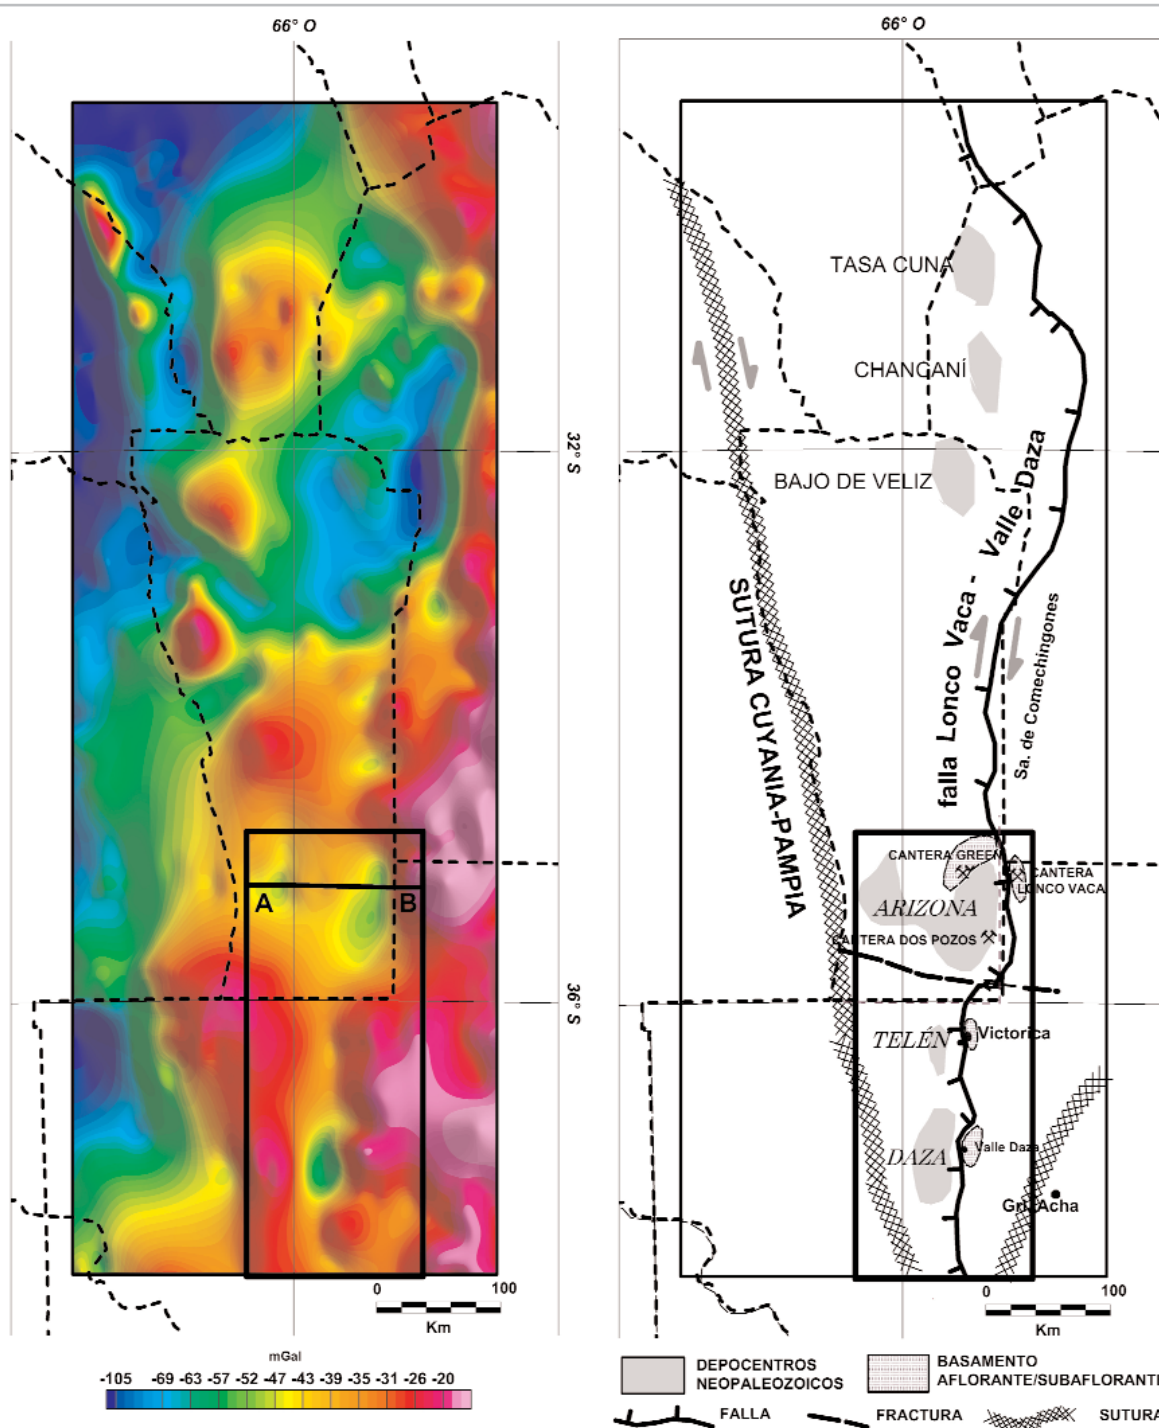 66° O
32° S
36° S
A
B
0 100
Km
mGal
-105 -69 -63 -57 -52 -47 -43 -39 -35 -31 -26 -20
66° O
TASA CUNA
CHANCANÍ
BAJO DE VELIZ
falla Lonco Vaca - Valle Daza
SUTURA CUYANIA-PAMPIA
Sa. de Comechingones
CANTERA GREEN
CANTERA
LONCO VACA
ARIZONA
CANTERA DOS POZOS
TELÉN
Victorica
DAZA
Valle Daza
Gral Acha
0 100
Km
DEPOCENTROS
NEOPALEOZOICOS
BASAMENTO
AFLORANTE/SUBAFLORANTE
FALLA
FRACTURA
SUTURA